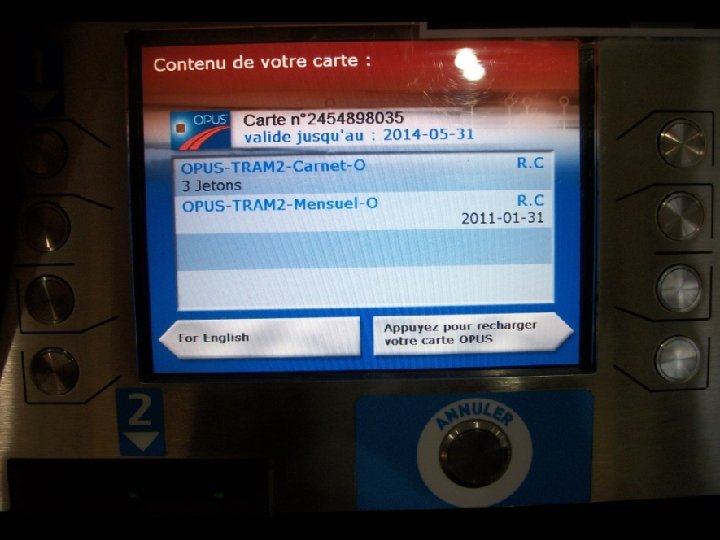 Contenu de votre carte :
OPUS
Carte n°2454898035
valide jusqu'au : 2014-05-31
OPUS-TRAM2-Carnet-O R.C
3 Jetons
OPUS-TRAM2-Mensuel-O R.C
2011-01-31
For English
Appuyez pour recharger
votre carte OPUS
1
2
ANNULER